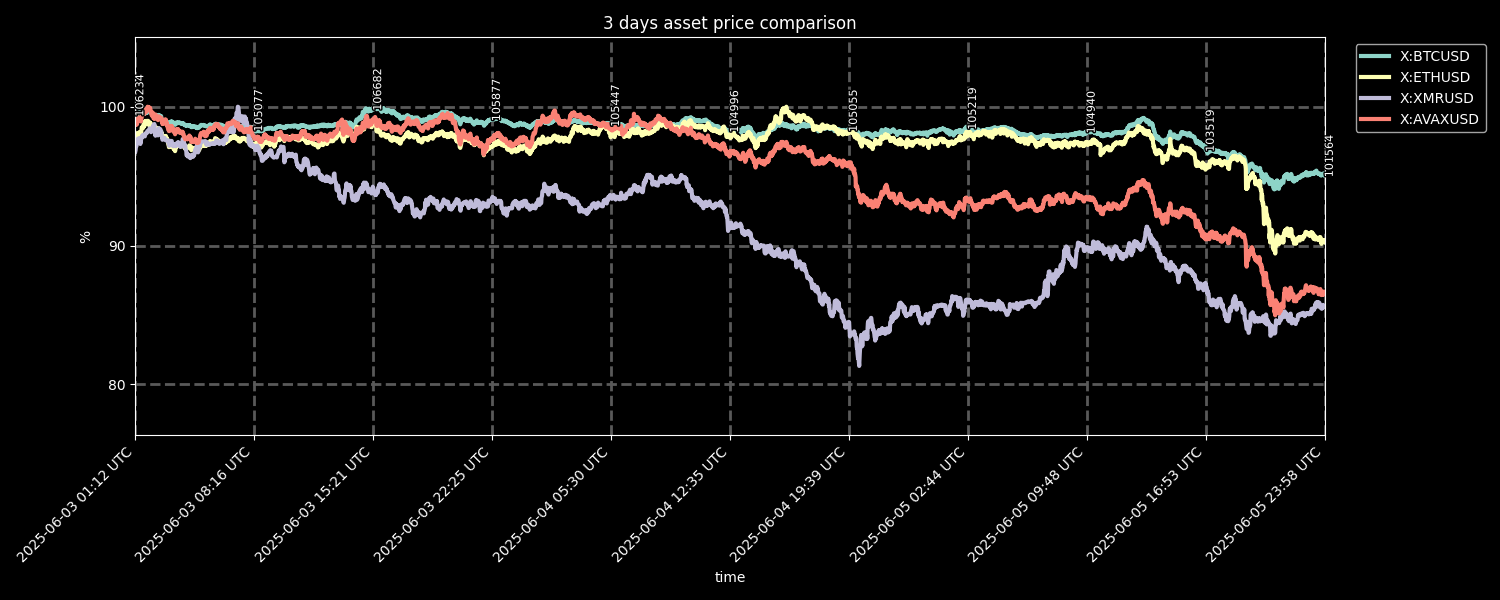 3 days asset price comparison
X:BTCUSD
X:ETHUSD
X:XMRUSD
X:AVAXUSD
100
90
80
%
106234
105077
106682
105877
105447
104996
105055
105219
104940
103519
101564
2025-06-03 01:12 UTC
2025-06-03 08:16 UTC
2025-06-03 15:21 UTC
2025-06-03 22:25 UTC
2025-06-04 05:30 UTC
2025-06-04 12:35 UTC
2025-06-04 19:39 UTC
2025-06-05 02:44 UTC
2025-06-05 09:48 UTC
2025-06-05 16:53 UTC
2025-06-05 23:58 UTC
time